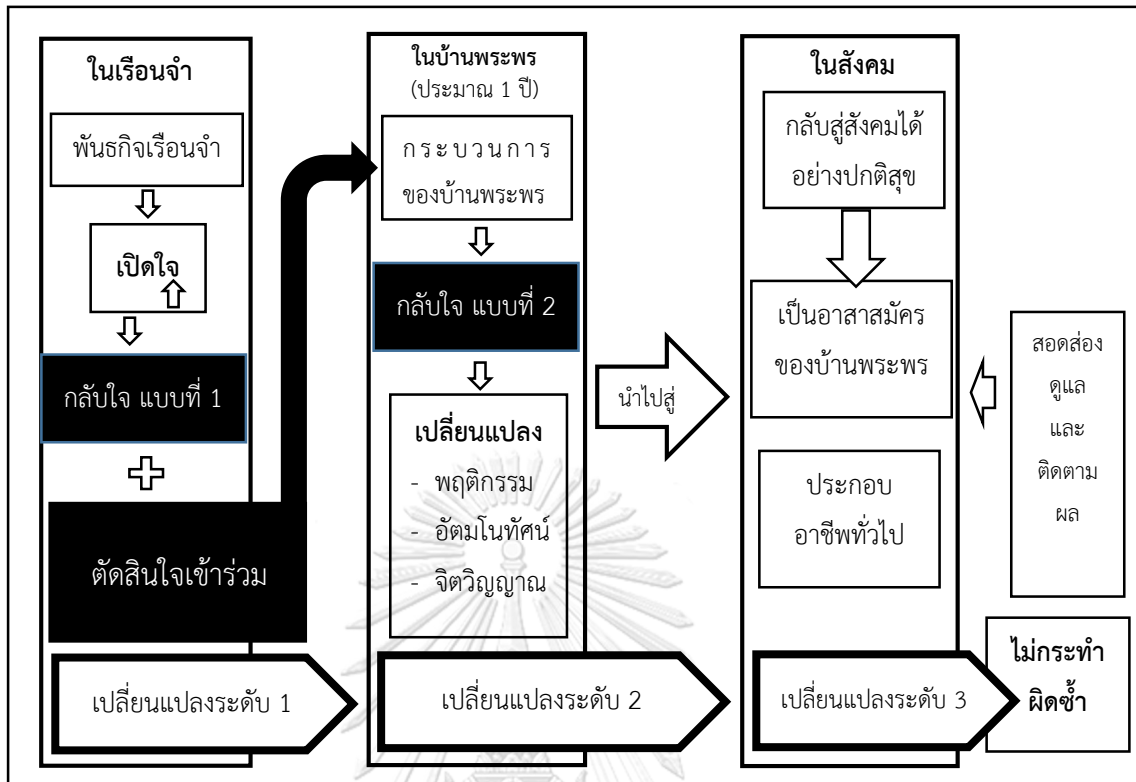 ในเรือนจำ
พันธกิจเรือนจำ
เปิดใจ
กลับใจ แบบที่ 1
ตัดสินใจเข้าร่วม
เปลี่ยนแปลงระดับ 1
ในบ้านพระพร
(ประมาณ 1 ปี)
กระบวนการ
ของบ้านพระพร
กลับใจ แบบที่ 2
เปลี่ยนแปลง
- พฤติกรรม
- อัตมโนทัศน์
- จิตวิญญาณ
เปลี่ยนแปลงระดับ 2
นำไปสู่
ในสังคม
กลับสู่สังคมได้
อย่างปกติสุข
เป็นอาสาสมัคร
ของบ้านพระพร
ประกอบ
อาชีพทั่วไป
เปลี่ยนแปลงระดับ 3
สอดส่อง
ดูแล
และ
ติดตาม
ผล
ไม่กระทำ
ผิดซ้ำ